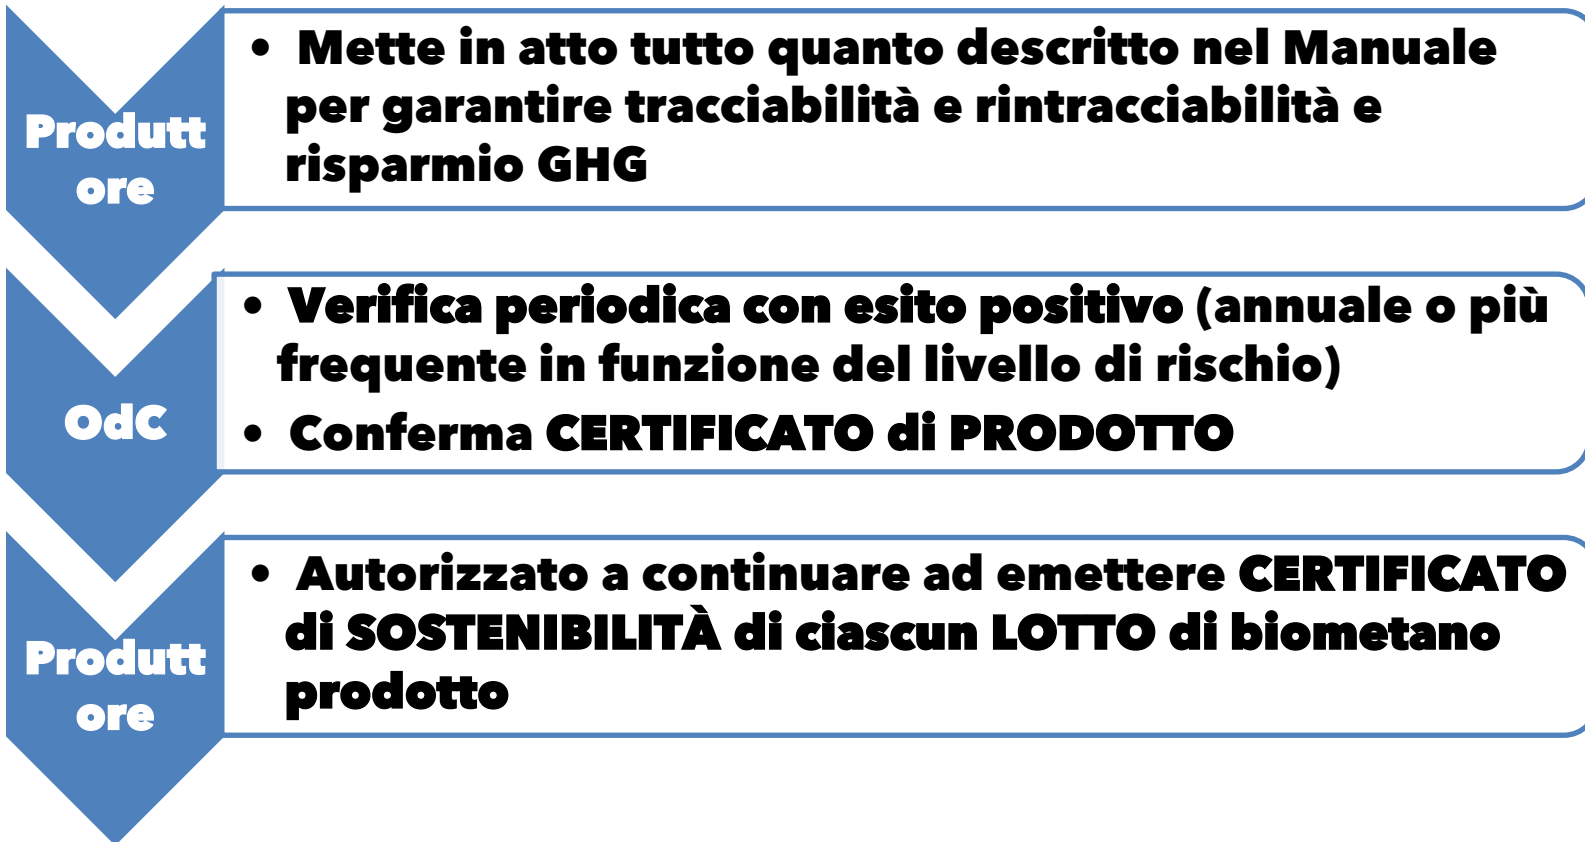 Produtt
ore
• Mette in atto tutto quanto descritto nel Manuale
per garantire tracciabilità e rintracciabilità e
risparmio GHG
OdC
• Verifica periodica con esito positivo (annuale o più
frequente in funzione del livello di rischio)
• Conferma CERTIFICATO di PRODOTTO
Produtt
ore
• Autorizzato a continuare ad emettere CERTIFICATO
di SOSTENIBILITÀ di ciascun LOTTO di biometano
prodotto